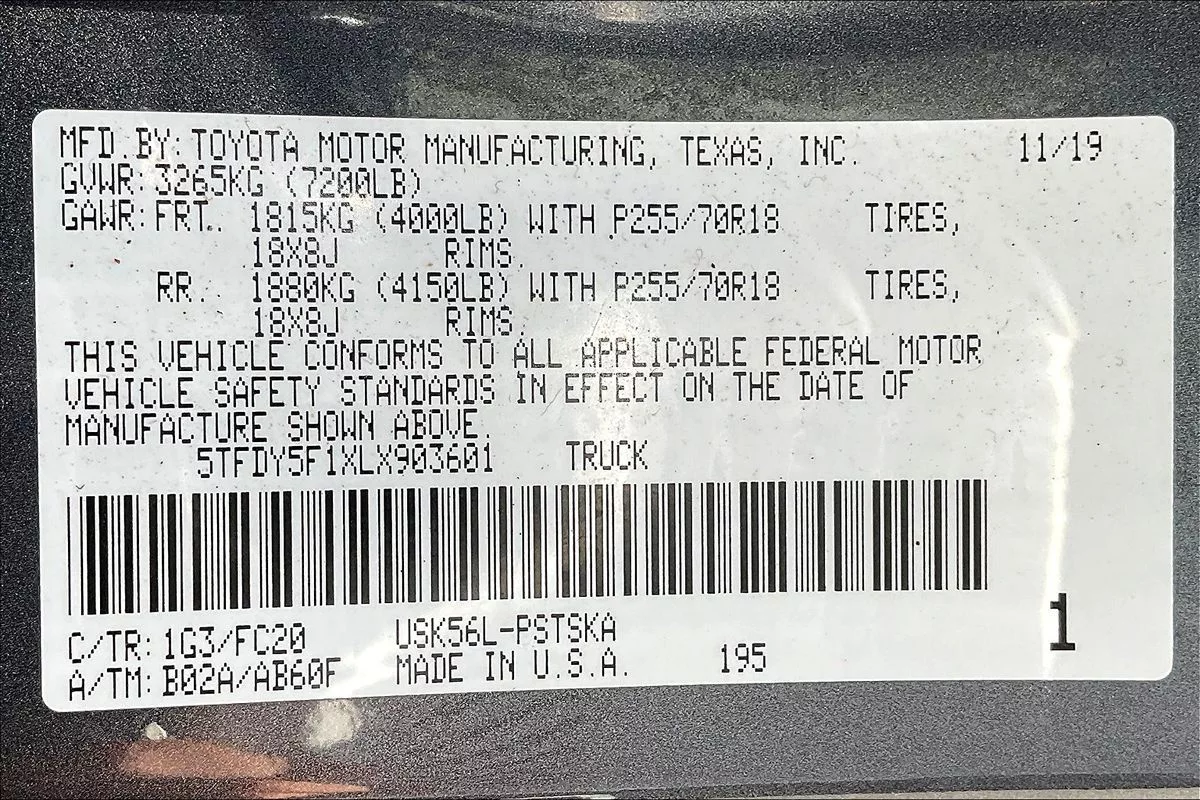 MFD BY: TOYOTA MOTOR MANUFACTURING, TEXAS, INC. 11/19
GVWR: 3265KG (7200LB)
GAWR: FRT. 1815KG (4000LB) WITH P255/70R18 TIRES,
18X8J RIMS.
RR. 1880KG (4150LB) WITH P255/70R18 TIRES,
18X8J RIMS.
THIS VEHICLE CONFORMS TO ALL APPLICABLE FEDERAL MOTOR
VEHICLE SAFETY STANDARDS IN EFFECT ON THE DATE OF
MANUFACTURE SHOWN ABOVE.
5TFDY5F1XLX903601 TRUCK
C/TR: 1G3/FC20 USK56L-PSTSKA
A/TM: B02A/AB60F MADE IN U.S.A. 195
1